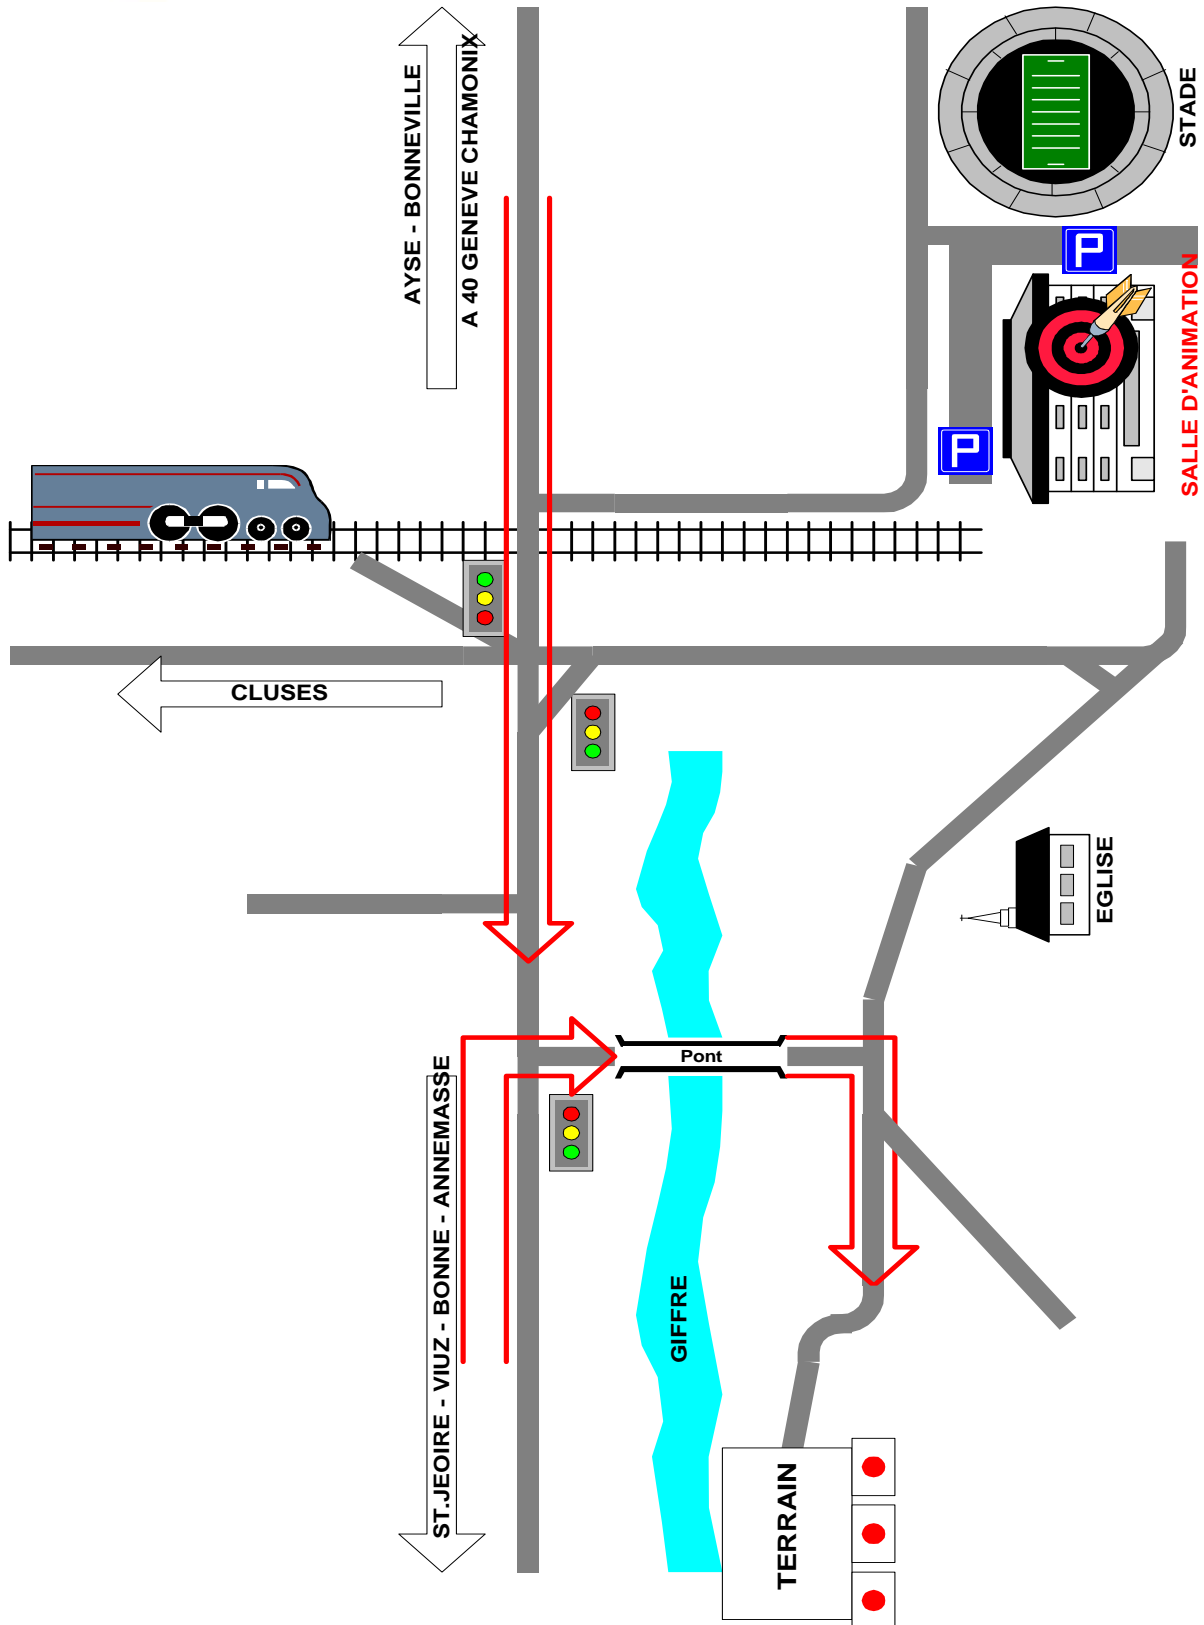 AYSE - BONNEVILLE
A 40 GENEVE CHAMONIX
STADE
P
SALLE D'ANIMATION
P
CLUSES
EGLISE
Pont
ST.JEOIRE - VIUZ - BONNE - ANNEMASSE
GIFFRE
TERRAIN